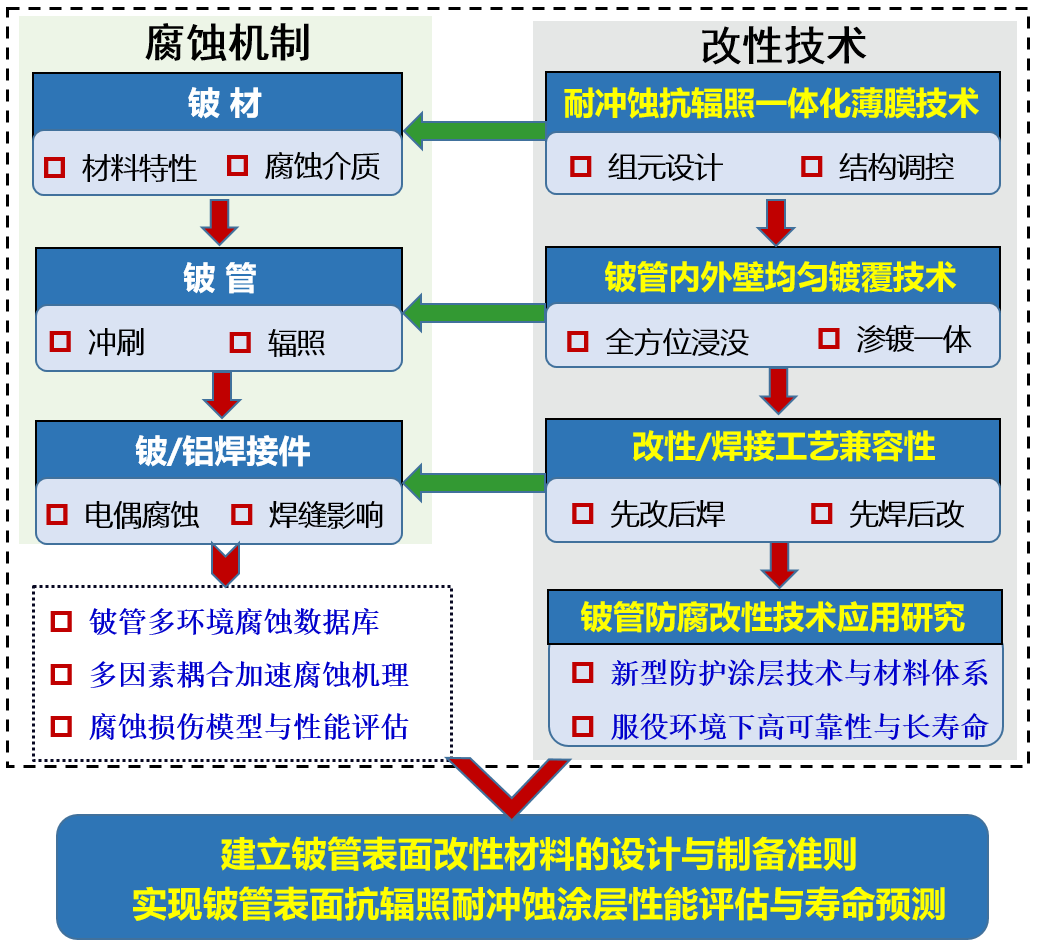 腐蚀机制
铍 材
材料特性 腐蚀介质
铍 管
冲刷 辐照
铍/铝焊接件
电偶腐蚀 焊缝影响
铍管多环境腐蚀数据库
多因素耦合加速腐蚀机理
腐蚀损伤模型与性能评估
改性技术
耐冲蚀抗辐照一体化薄膜技术
组元设计 结构调控
铍管内外壁均匀镀覆技术
全方位浸没 渗镀一体
改性/焊接工艺兼容性
先改后焊 先焊后改
铍管防腐改性技术应用研究
新型防护涂层技术与材料体系
服役环境下高可靠性与长寿命
建立铍管表面改性材料的设计与制备准则
实现铍管表面抗辐照耐冲蚀涂层性能评估与寿命预测